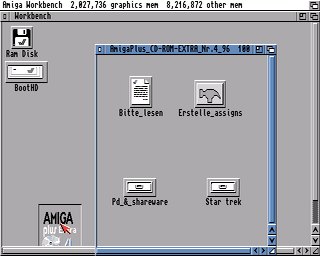 Amiga Workbench 2,027,736 graphics mem 8,216,872 other mem
Workbench
Ram Disk
BootHD
AmigaPlus_CD-ROM-EXTRA_Nr.4_96 100
Bitte_lesen
Erstelle_assigns
Pd_&_shareware
Star trek
AMIGA
plus Extra